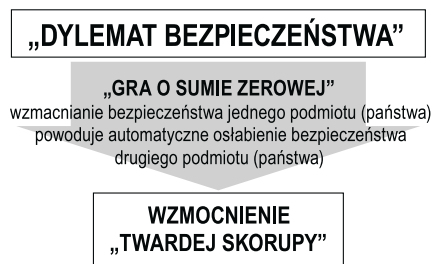 „DYLEMAT BEZPIECZEŃSTWA”
„GRA O SUMIE ZEROWEJ”
wzmacnianie bezpieczeństwa jednego podmiotu (państwa)
powoduje automatyczne osłabienie bezpieczeństwa
drugiego podmiotu (państwa)
WZMOCNIENIE
„TWARDEJ SKORUPY”